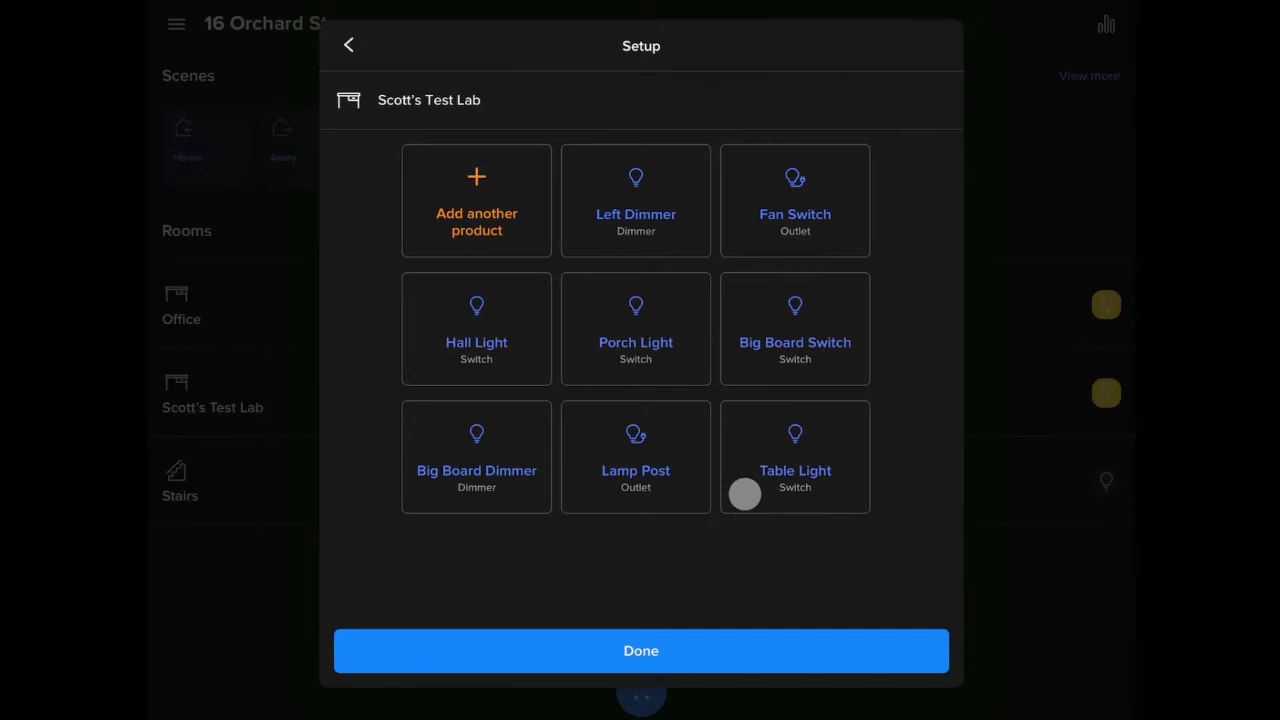 16 Orchard St
Setup
Scenes
View more
Scott's Test Lab
Home
Away
Add another
product
Left Dimmer
Dimmer
Fan Switch
Outlet
Rooms
Office
Hall Light
Switch
Porch Light
Switch
Big Board Switch
Switch
Scott's Test Lab
Big Board Dimmer
Dimmer
Lamp Post
Outlet
Table Light
Switch
Stairs
Done